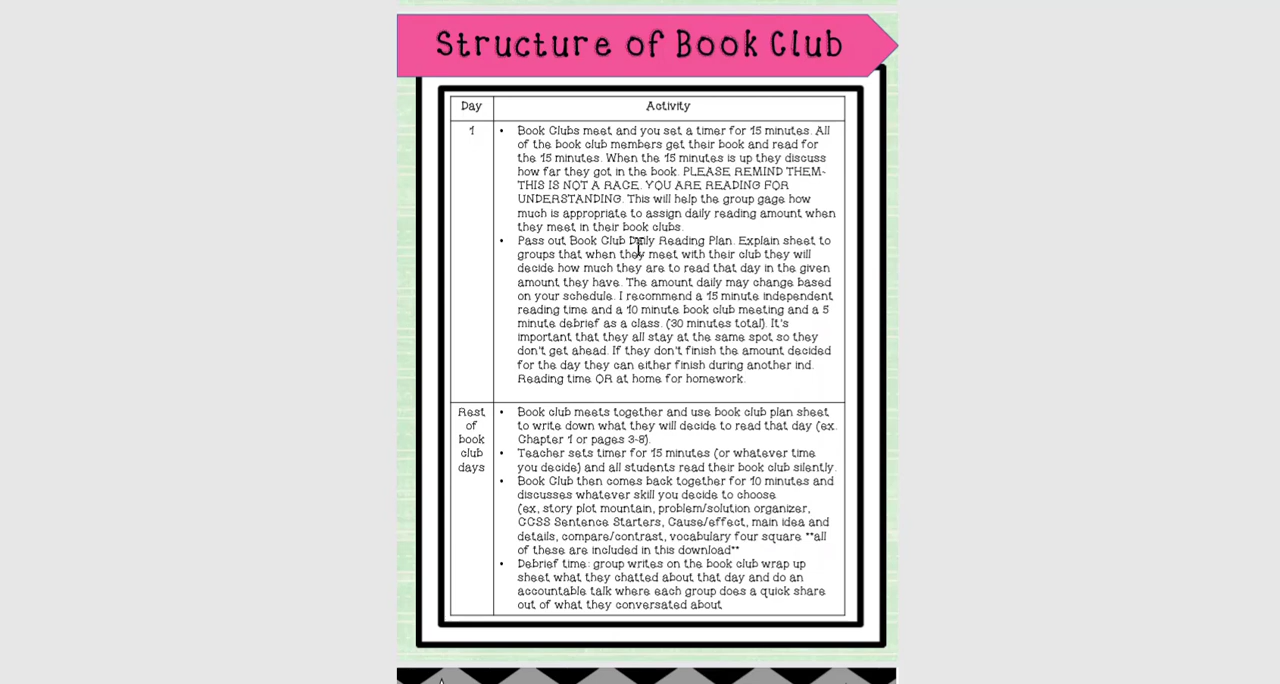 Structure of Book Club
Day
Activity
1
• Book Clubs meet and you set a timer for 15 minutes. All
of the book club members get their book and read for
the 15 minutes. When the 15 minutes is up they discuss
how far they got in the book. PLEASE REMIND THEM~
THIS IS NOT A RACE. YOU ARE READING FOR
UNDERSTANDING. This will help the group gage how
much is appropriate to assign daily reading amount when
they meet in their book clubs.
• Pass out Book Club Daily Reading Plan. Explain sheet to
groups that when they meet with their club they will
decide how much they are to read that day in the given
amount they have. The amount daily may change based
on your schedule. I recommend a 15 minute independent
reading time and a 10 minute book club meeting and a 5
minute debrief as a class. (30 minutes total). It's
important that they all stay at the same spot so they
don't get ahead. If they don't finish the amount decided
for the day they can either finish during another ind.
Reading time OR at home for homework.
Rest
of
book
club
days
• Book club meets together and use book club plan sheet
to write down what they will decide to read that day (ex.
Chapter 1 or pages 3-8).
• Teacher sets timer for 15 minutes (or whatever time
you decide) and all students read their book club silently.
• Book Club then comes back together for 10 minutes and
discusses whatever skill you decide to choose
(ex, story plot mountain, problem/solution organizer,
CCSS Sentence Starters, Cause/effect, main idea and
details, compare/contrast, vocabulary four square **all
of these are included in this download**
• Debrief time: group writes on the book club wrap up
sheet what they chatted about that day and do an
accountable talk where each group does a quick share
out of what they conversated about